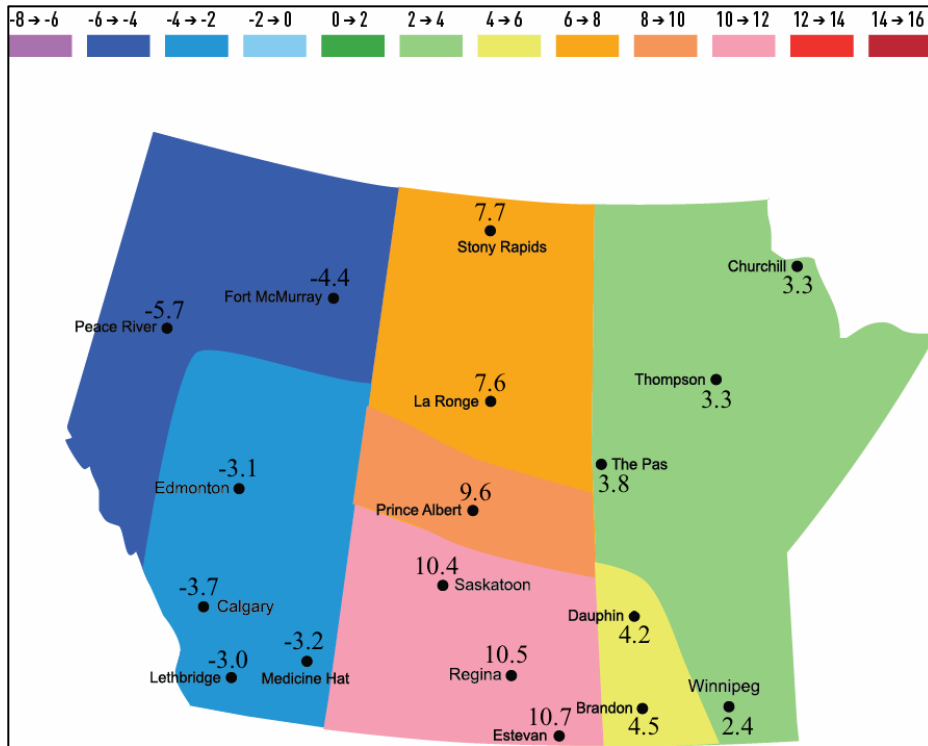 -8→-6 -6→-4 -4→-2 -2→0 0→2 2→4 4→6 6→8 8→10 10→12 12→14 14→16
7.7
Stony Rapids
Churchill
3.3
-4.4
Fort McMurray
-5.7
Peace River
7.6
La Ronge
Thompson
3.3
The Pas
3.8
-3.1
Edmonton
9.6
Prince Albert
10.4
Saskatoon
-3.7
Calgary
Dauphin
4.2
-3.2
Medicine Hat
-3.0
Lethbridge
10.5
Regina
Winnipeg
2.4
Brandon
4.5
10.7
Estevan